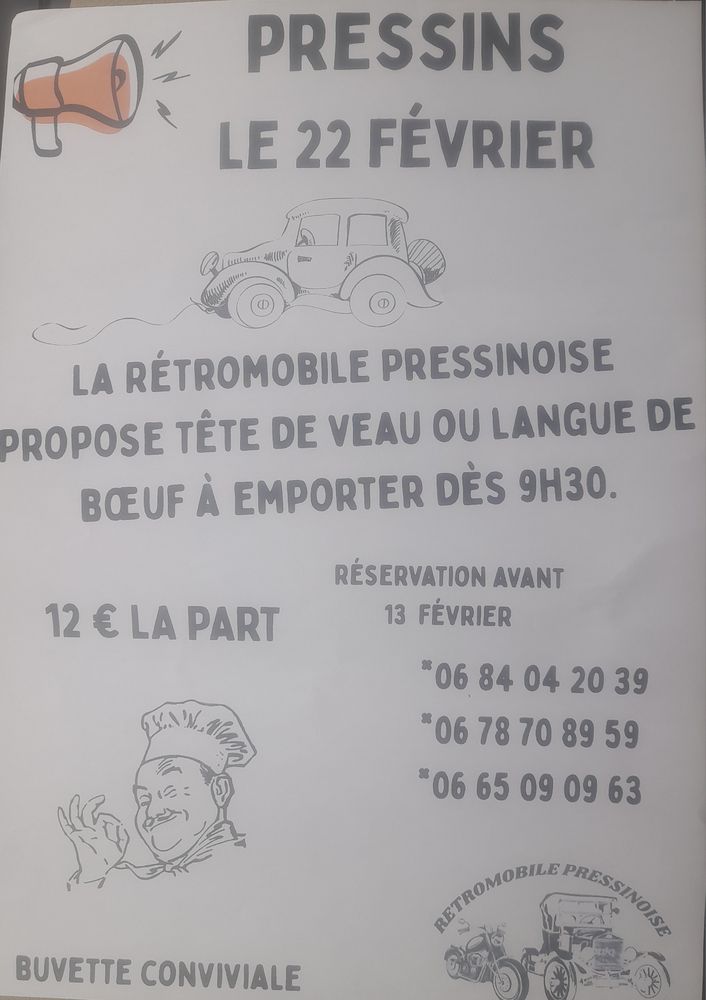 PRESSINS
LE 22 FÉVRIER
LA RÉTROMOBILE PRESSINOISE
PROPOSE TÊTE DE VEAU OU LANGUE DE
BŒUF À EMPORTER DÈS 9H30.
RÉSERVATION AVANT
13 FÉVRIER
12 € LA PART
*06 84 04 20 39
*06 78 70 89 59
*06 65 09 09 63
RETROMOBILE PRESSINOISE
BUVETTE CONVIVIALE